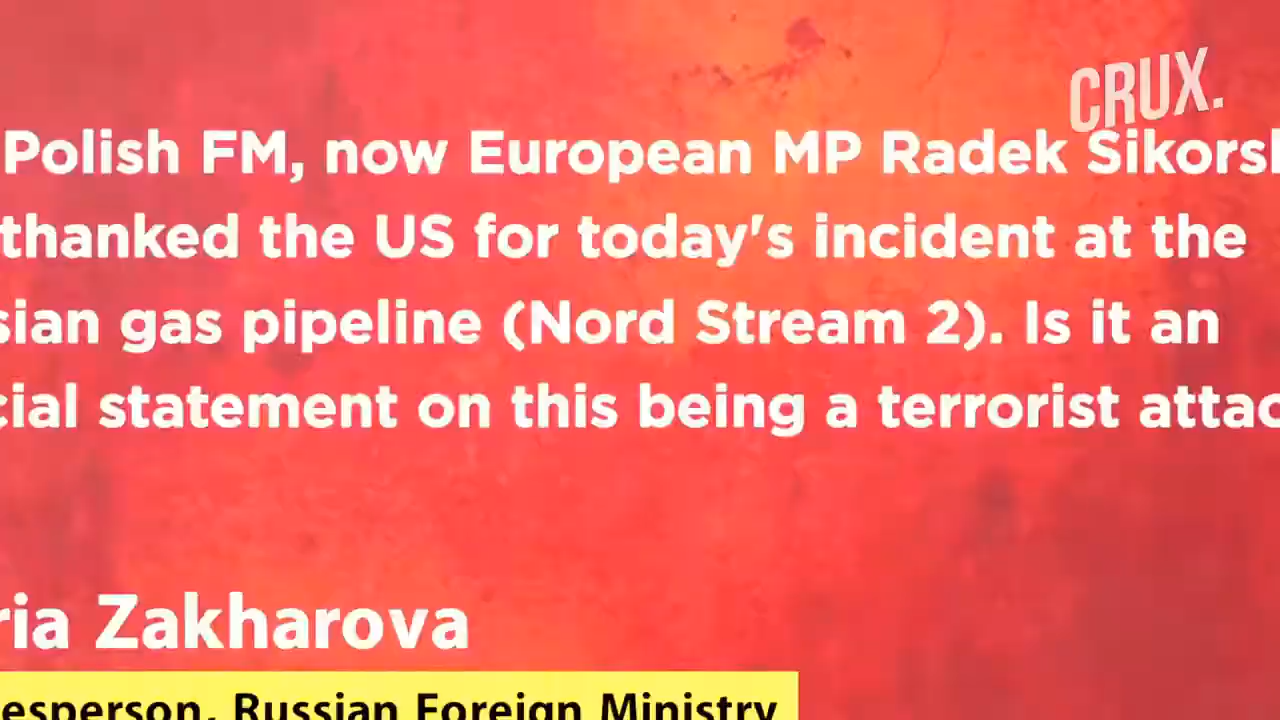 CRUX.
Polish FM, now European MP Radek Sikorsk
thanked the US for today's incident at the
sian gas pipeline (Nord Stream 2). Is it an
cial statement on this being a terrorist attac
ria Zakharova
esperson, Russian Foreign Ministry